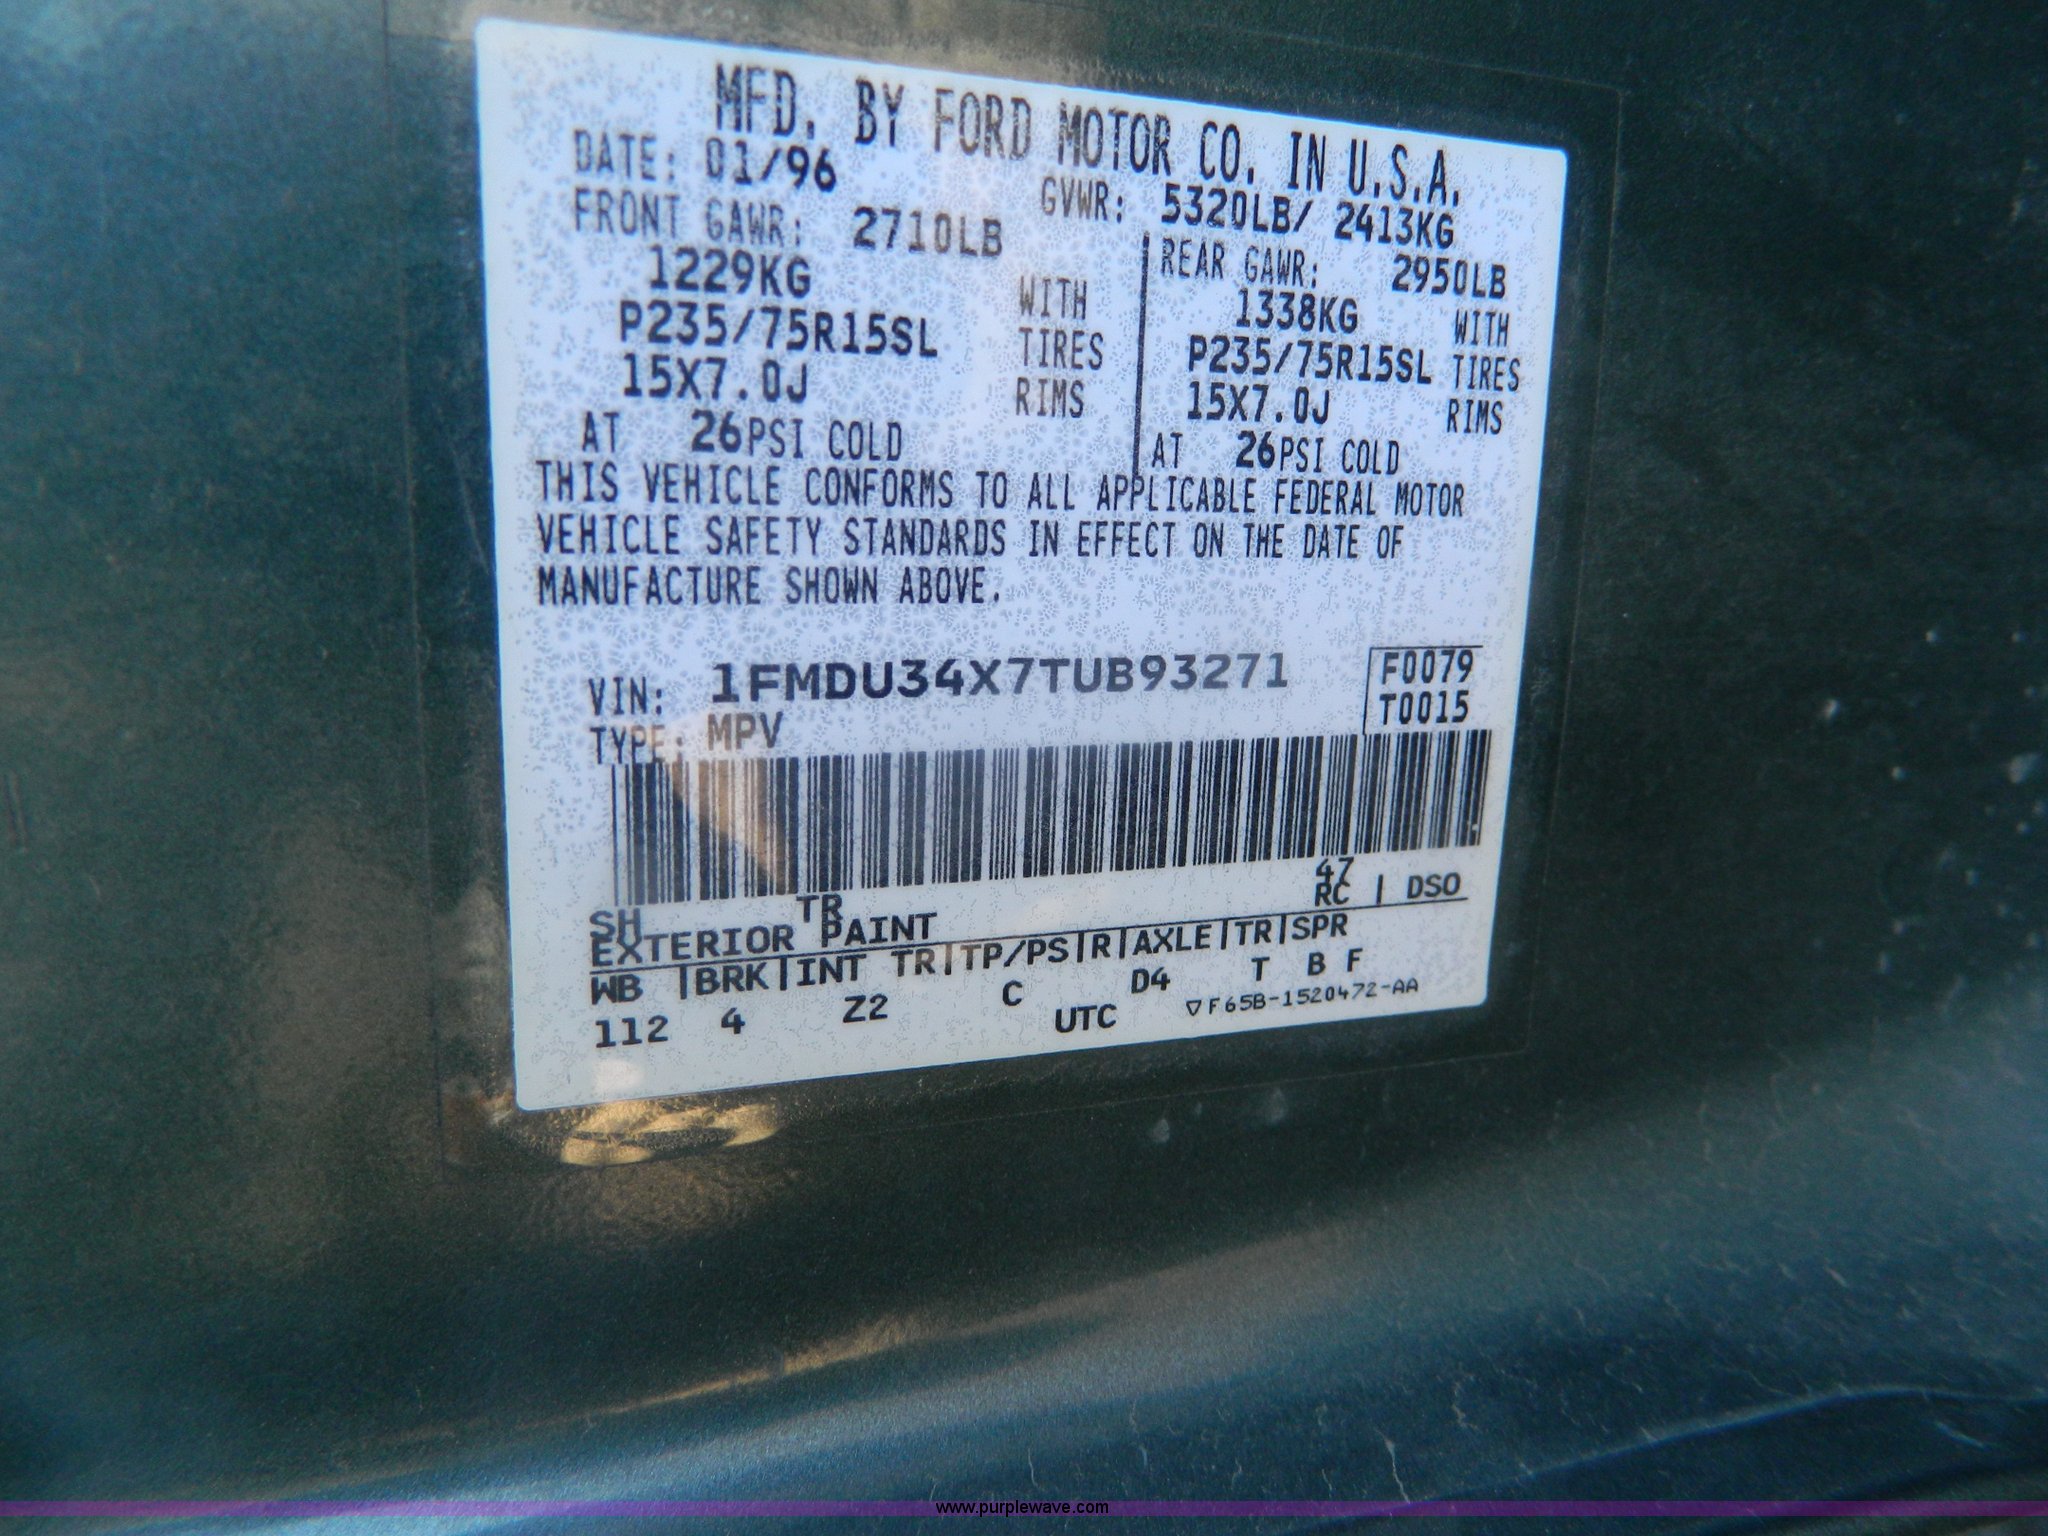 MFD. BY FORD MOTOR CO. IN U.S.A.
DATE: 01/96 GVWR: 5320LB/ 2413KG
FRONT GAWR: 2710LB REAR GAWR: 2950LB
1229KG WITH 1338KG WITH
P235/75R15SL TIRES P235/75R15SL TIRES
15X7.0J RIMS 15X7.0J RIMS
AT 26PSI COLD AT 26PSI COLD
THIS VEHICLE CONFORMS TO ALL APPLICABLE FEDERAL MOTOR
VEHICLE SAFETY STANDARDS IN EFFECT ON THE DATE OF
MANUFACTURE SHOWN ABOVE.
VIN: 1FMDU34X7TUB93271 F0079
TYPE: MPV T0015
SH TR 47
EXTERIOR PAINT RC | DSO
WB |BRK|INT TR|TP/PS|R|AXLE|TR|SPR
112 4 Z2 C D4 T B F
UTC ▽F65B-1520472-AA
www.purplewave.com